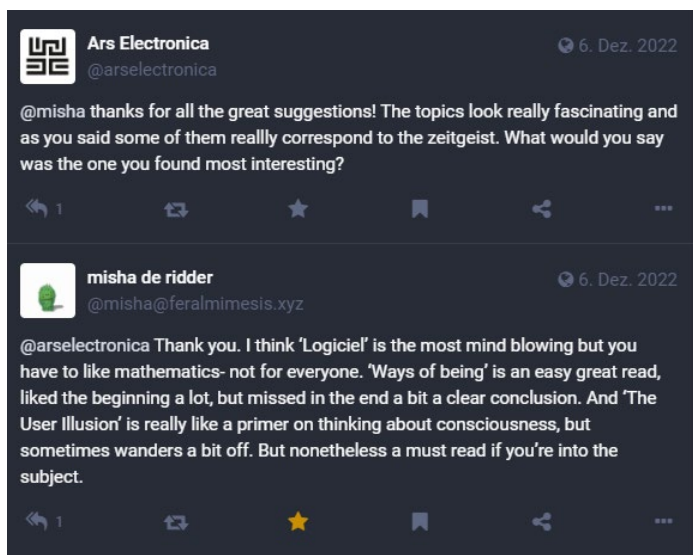 Ars Electronica
6. Dez. 2022
@arselectronica
@misha thanks for all the great suggestions! The topics look really fascinating and
as you said some of them reallly correspond to the zeitgeist. What would you say
was the one you found most interesting?
1
misha de ridder
6. Dez. 2022
@misha@feralmimesis.xyz
@arselectronica Thank you. I think ‘Logiciel’ is the most mind blowing but you
have to like mathematics- not for everyone. ‘Ways of being’ is an easy great read,
liked the beginning a lot, but missed in the end a bit a clear conclusion. And ‘The
User Illusion’ is really like a primer on thinking about consciousness, but
sometimes wanders a bit off. But nonetheless a must read if you’re into the
subject.
1